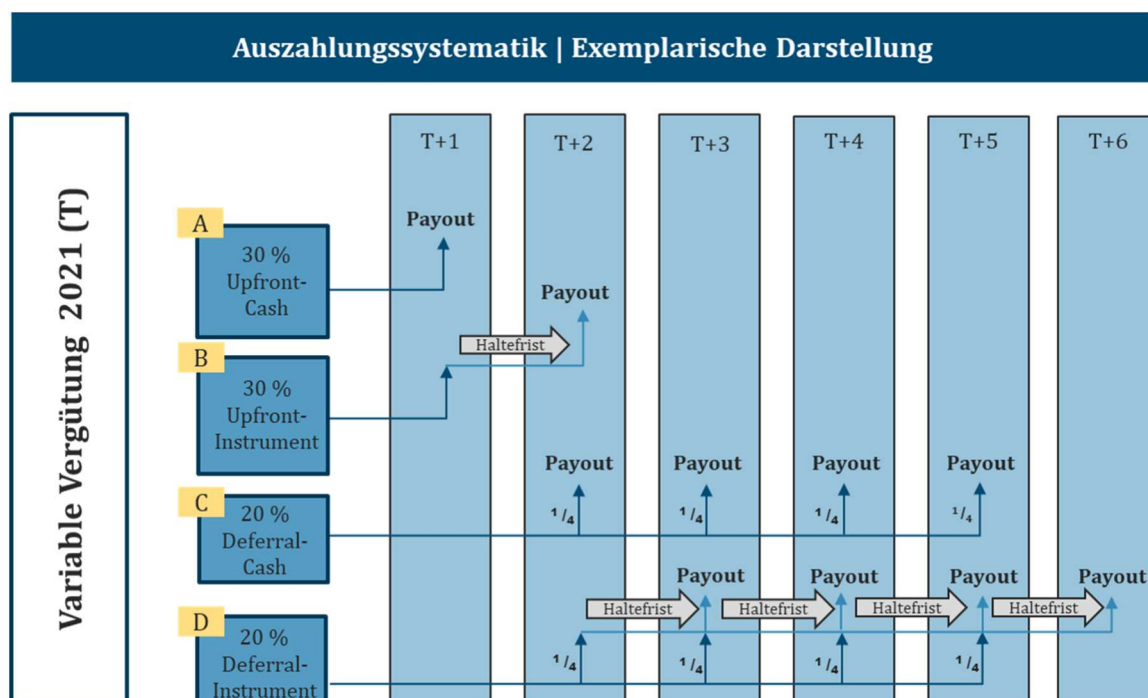 Auszahlungssystematik | Exemplarische Darstellung
Variable Vergütung 2021 (T)
T+1
T+2
T+3
T+4
T+5
T+6
A
30 %
Upfront-
Cash
Payout
B
30 %
Upfront-
Instrument
Haltefrist
Payout
C
20 %
Deferral-
Cash
Payout
Payout
Payout
Payout
1/4
1/4
1/4
1/4
D
20 %
Deferral-
Instrument
Haltefrist
Payout
Haltefrist
Payout
Haltefrist
Payout
Haltefrist
Payout
1/4
1/4
1/4
1/4